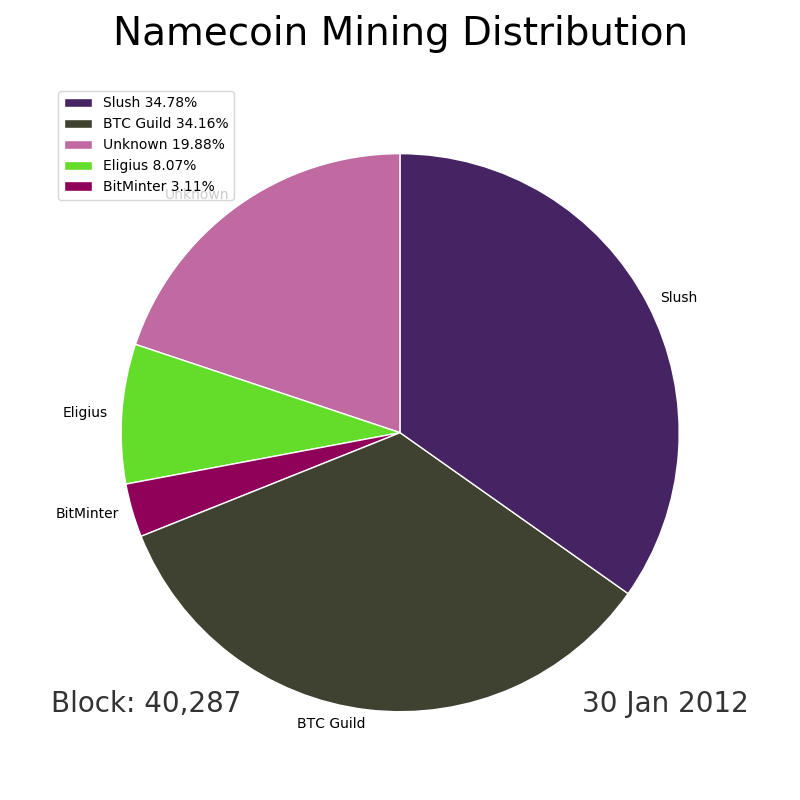 Namecoin Mining Distribution
Slush 34.78%
BTC Guild 34.16%
Unknown 19.88%
Eligius 8.07%
BitMinter 3.11%
Unknown
Slush
Eligius
BitMinter
Block: 40,287
30 Jan 2012
BTC Guild